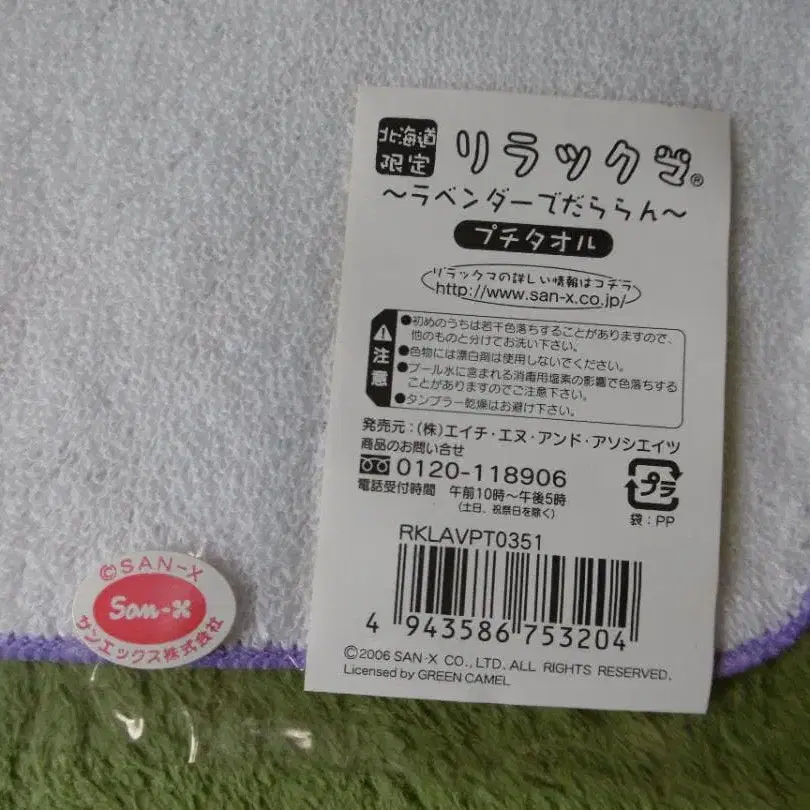 北海道
限定
リラックマ®
～ラベンダーでだららん～
プチタオル
リラックマの詳しい情報はコチラ
http://www.san-x.co.jp/
注意
●初めのうちは若干色落ちすることがありますので、
他のものと分けてお洗い下さい。
●色物には漂白剤は使用しないでください。
●プール水に含まれる消毒用塩素の影響で色落ちする
ことがありますのでご注意下さい。
●タンブラー乾燥はお避け下さい。
発売元：(株)エイチ・エヌ・アンド・アソシエイツ
商品のお問い合せ
0120-118906
電話受付時間 午前10時～午後5時
(土日、祝祭日を除く)
プラ
袋：PP
RKLAVPT0351
4 943586 753204
©2006 SAN-X CO., LTD. ALL RIGHTS RESERVED.
Licensed by GREEN CAMEL
©SAN-X
San-X
サンエックス株式会社